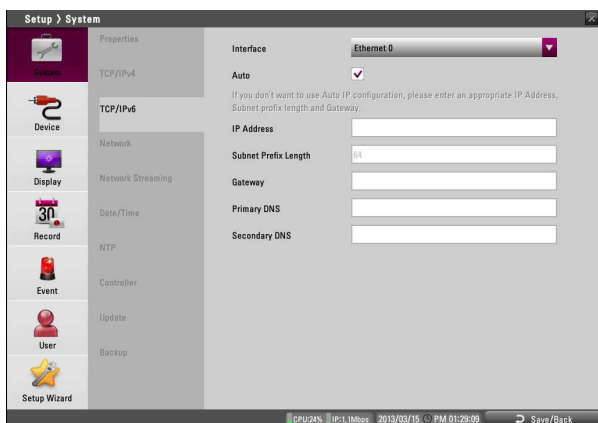 Setup > System
System
Device
Display
30
Record
Event
User
Setup Wizard
Properties
TCP/IPv4
TCP/IPv6
Network
Network Streaming
Date/Time
NTP
Controller
Update
Backup
Interface Ethernet 0
Auto
If you don't want to use Auto IP configuration, please enter an appropriate IP Address,
Subnet profix length and Gateway.
IP Address
Subnet Prefix Length 64
Gateway
Primary DNS
Secondary DNS
CPU:24% IP:1.1Mbps 2013/03/15 PM 01:29:09 Save/Back